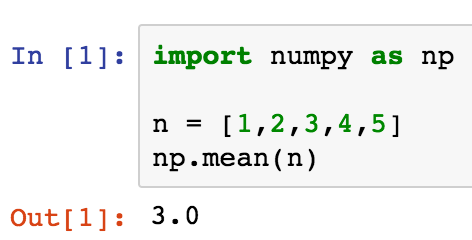 In [1]: import numpy as np
n = [1,2,3,4,5]
np.mean(n)
Out[1]: 3.0